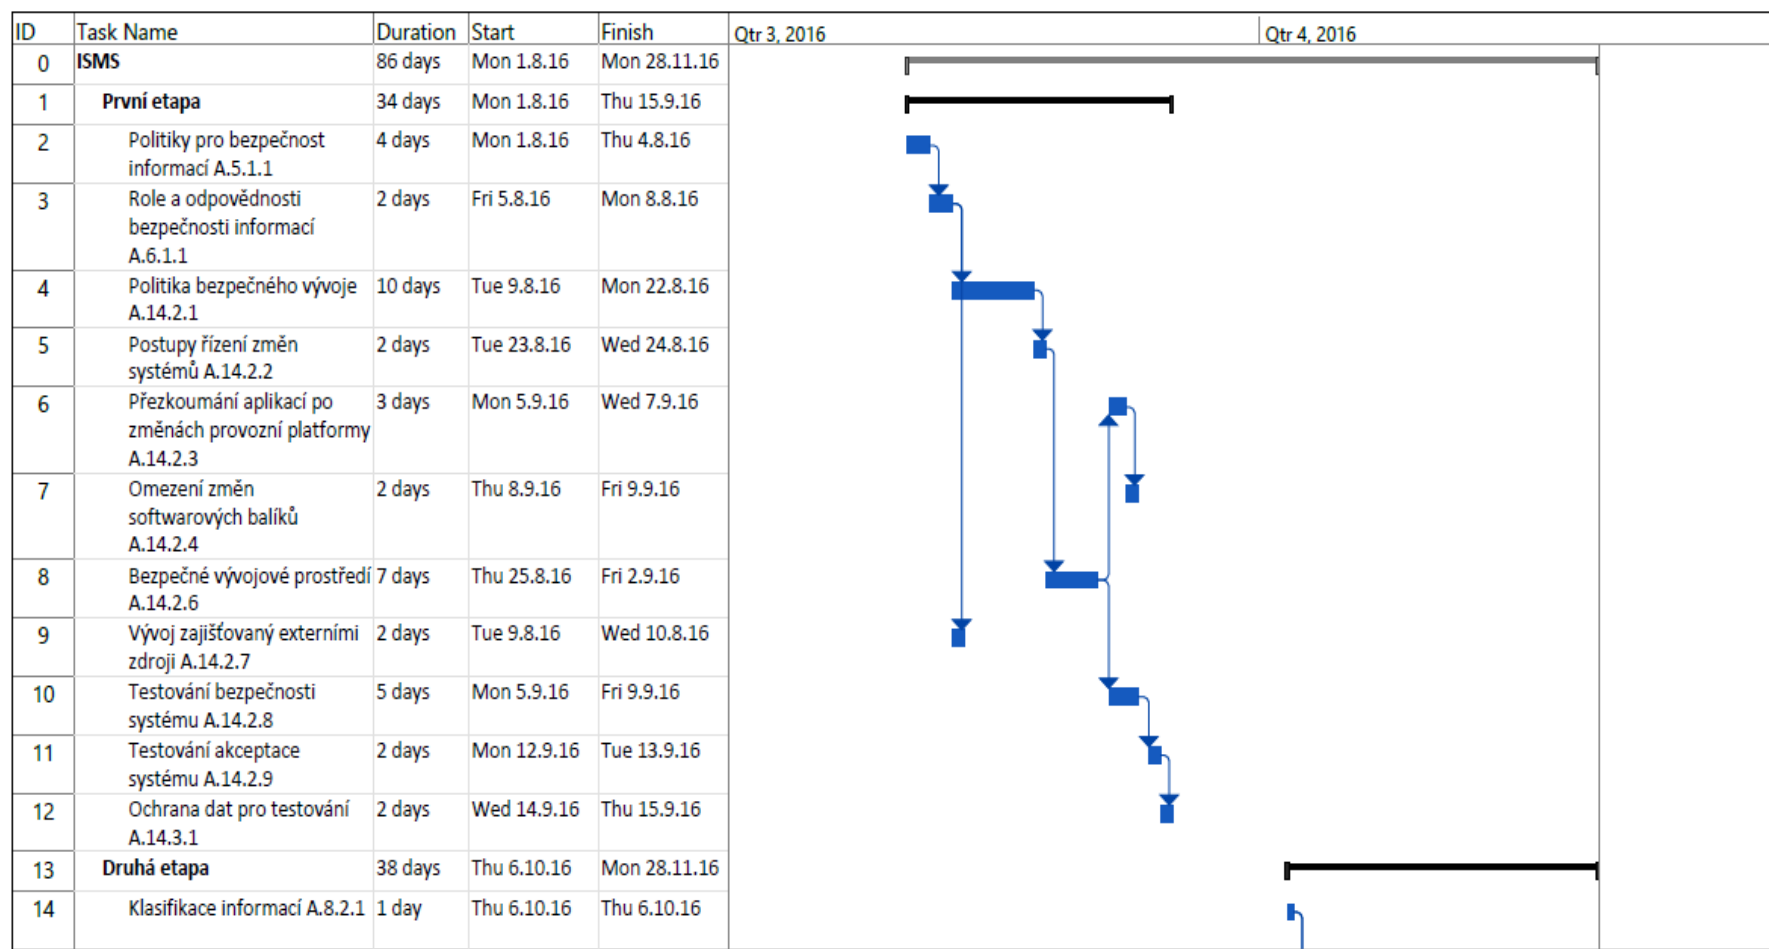 ID Task Name Duration Start Finish Qtr 3, 2016 Qtr 4, 2016
0 ISMS 86 days Mon 1.8.16 Mon 28.11.16
1 První etapa 34 days Mon 1.8.16 Thu 15.9.16
2 Politiky pro bezpečnost 4 days Mon 1.8.16 Thu 4.8.16
informací A.5.1.1
3 Role a odpovědnosti 2 days Fri 5.8.16 Mon 8.8.16
bezpečnosti informací
A.6.1.1
4 Politika bezpečného vývoje 10 days Tue 9.8.16 Mon 22.8.16
A.14.2.1
5 Postupy řízení změn 2 days Tue 23.8.16 Wed 24.8.16
systémů A.14.2.2
6 Přezkoumání aplikací po 3 days Mon 5.9.16 Wed 7.9.16
změnách provozní platformy
A.14.2.3
7 Omezení změn 2 days Thu 8.9.16 Fri 9.9.16
softwarových balíků
A.14.2.4
8 Bezpečné vývojové prostředí 7 days Thu 25.8.16 Fri 2.9.16
A.14.2.6
9 Vývoj zajišťovaný externími 2 days Tue 9.8.16 Wed 10.8.16
zdroji A.14.2.7
10 Testování bezpečnosti 5 days Mon 5.9.16 Fri 9.9.16
systému A.14.2.8
11 Testování akceptace 2 days Mon 12.9.16 Tue 13.9.16
systému A.14.2.9
12 Ochrana dat pro testování 2 days Wed 14.9.16 Thu 15.9.16
A.14.3.1
13 Druhá etapa 38 days Thu 6.10.16 Mon 28.11.16
14 Klasifikace informací A.8.2.1 1 day Thu 6.10.16 Thu 6.10.16